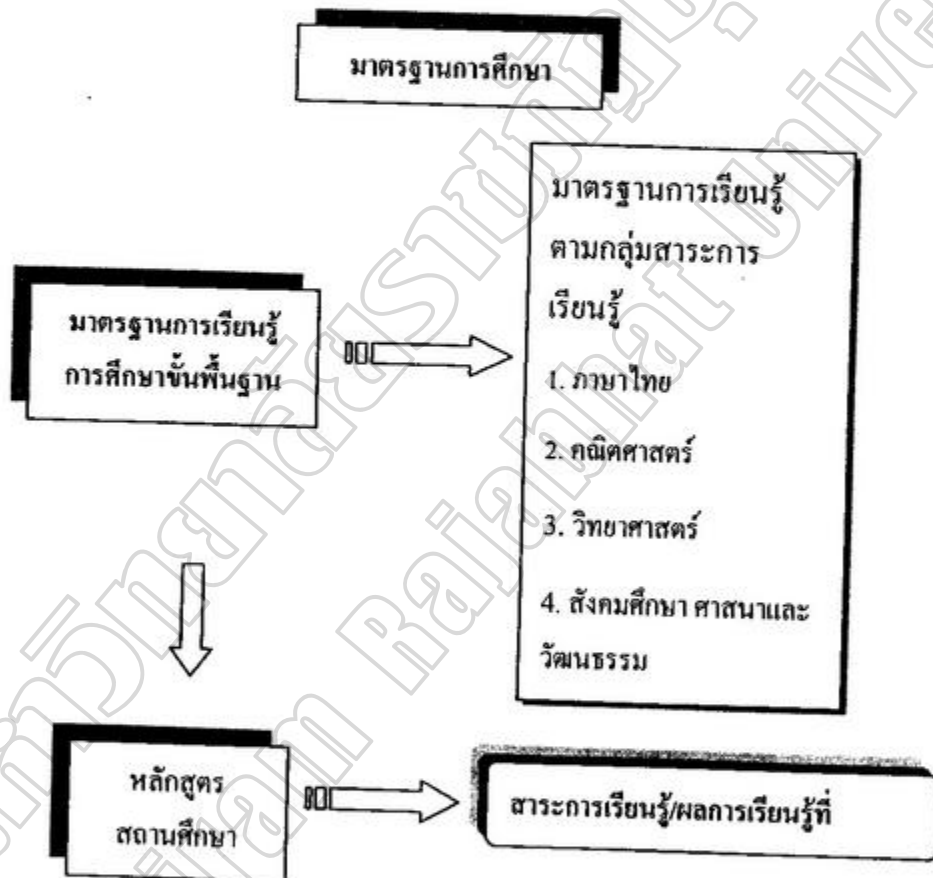 มาตรฐานการศึกษา
มาตรฐานการเรียนรู้
ตามกลุ่มสาระการ
เรียนรู้
1. ภาษาไทย
2. คณิตศาสตร์
3. วิทยาศาสตร์
4. สังคมศึกษา ศาสนาและ
วัฒนธรรม
มาตรฐานการเรียนรู้
การศึกษาขั้นพื้นฐาน
หลักสูตร
สถานศึกษา
สาระการเรียนรู้/ผลการเรียนรู้ที่
Rajabhat